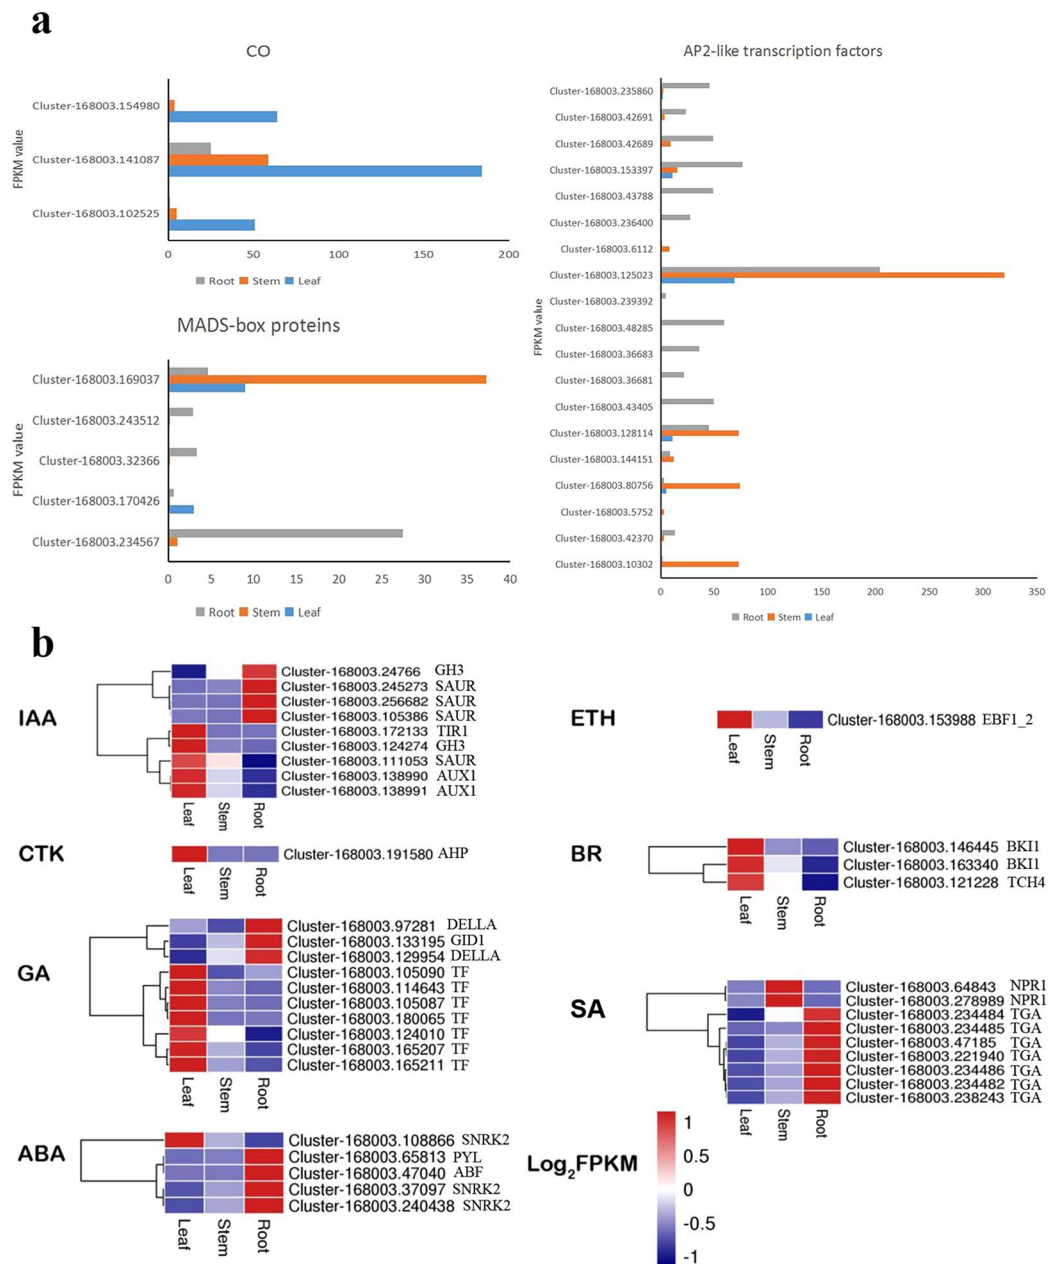 a
CO
FPKM value
Cluster-168003.154980
Cluster-168003.141087
Cluster-168003.102525
0 50 100 150 200
Root Stem Leaf
MADS-box proteins
FPKM value
Cluster-168003.169037
Cluster-168003.243512
Cluster-168003.32366
Cluster-168003.170426
Cluster-168003.234567
0 5 10 15 20 25 30 35 40
Root Stem Leaf
AP2-like transcription factors
FPKM value
Cluster-168003.235860
Cluster-168003.42691
Cluster-168003.42689
Cluster-168003.153397
Cluster-168003.43788
Cluster-168003.236400
Cluster-168003.6112
Cluster-168003.125023
Cluster-168003.239392
Cluster-168003.48285
Cluster-168003.36683
Cluster-168003.36681
Cluster-168003.43405
Cluster-168003.128114
Cluster-168003.144151
Cluster-168003.80756
Cluster-168003.5752
Cluster-168003.42370
Cluster-168003.10302
0 50 100 150 200 250 300 350
Root Stem Leaf
b
IAA
Cluster-168003.24766 GH3
Cluster-168003.245273 SAUR
Cluster-168003.256682 SAUR
Cluster-168003.105386 SAUR
Cluster-168003.172133 TIR1
Cluster-168003.124274 GH3
Cluster-168003.111053 SAUR
Cluster-168003.138990 AUX1
Cluster-168003.138991 AUX1
Leaf Stem Root
CTK
Cluster-168003.191580 AHP
Leaf Stem Root
GA
Cluster-168003.97281 DELLA
Cluster-168003.133195 GID1
Cluster-168003.129954 DELLA
Cluster-168003.105090 TF
Cluster-168003.114643 TF
Cluster-168003.105087 TF
Cluster-168003.180065 TF
Cluster-168003.124010 TF
Cluster-168003.165207 TF
Cluster-168003.165211 TF
Leaf Stem Root
ABA
Cluster-168003.108866 SNRK2
Cluster-168003.65813 PYL
Cluster-168003.47040 ABF
Cluster-168003.37097 SNRK2
Cluster-168003.240438 SNRK2
Leaf Stem Root
ETH
Cluster-168003.153988 EBF1_2
Leaf Stem Root
BR
Cluster-168003.146445 BKI1
Cluster-168003.163340 BKI1
Cluster-168003.121228 TCH4
Leaf Stem Root
SA
Cluster-168003.64843 NPR1
Cluster-168003.278989 NPR1
Cluster-168003.234484 TGA
Cluster-168003.234485 TGA
Cluster-168003.47185 TGA
Cluster-168003.221940 TGA
Cluster-168003.234486 TGA
Cluster-168003.234482 TGA
Cluster-168003.238243 TGA
Leaf Stem Root
Log₂FPKM
1
0.5
0
-0.5
-1